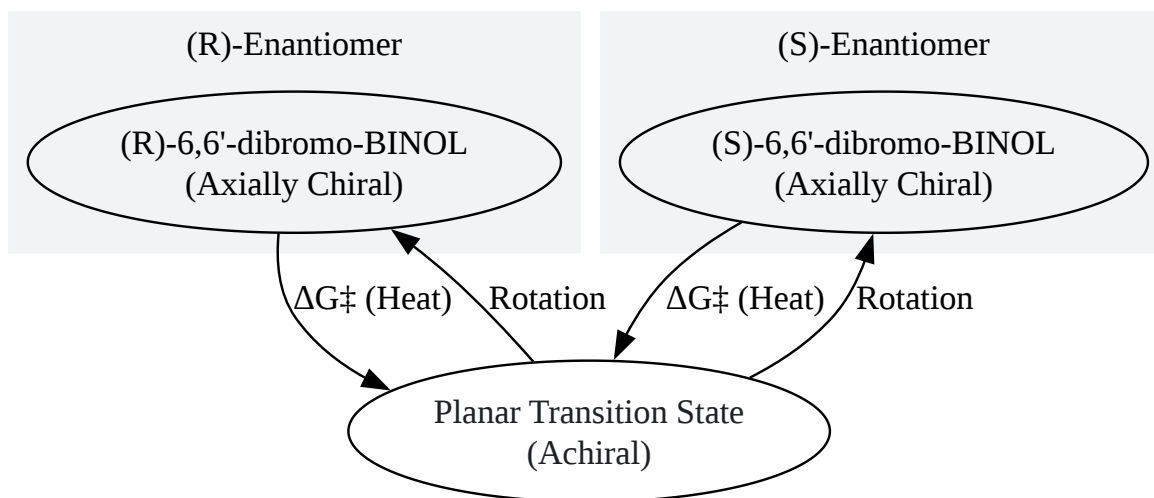 (R)-Enantiomer
(S)-Enantiomer
(R)-6,6'-dibromo-BINOL
(Axially Chiral)
(S)-6,6'-dibromo-BINOL
(Axially Chiral)
ΔG‡ (Heat)
Rotation
ΔG‡ (Heat)
Rotation
Planar Transition State
(Achiral)